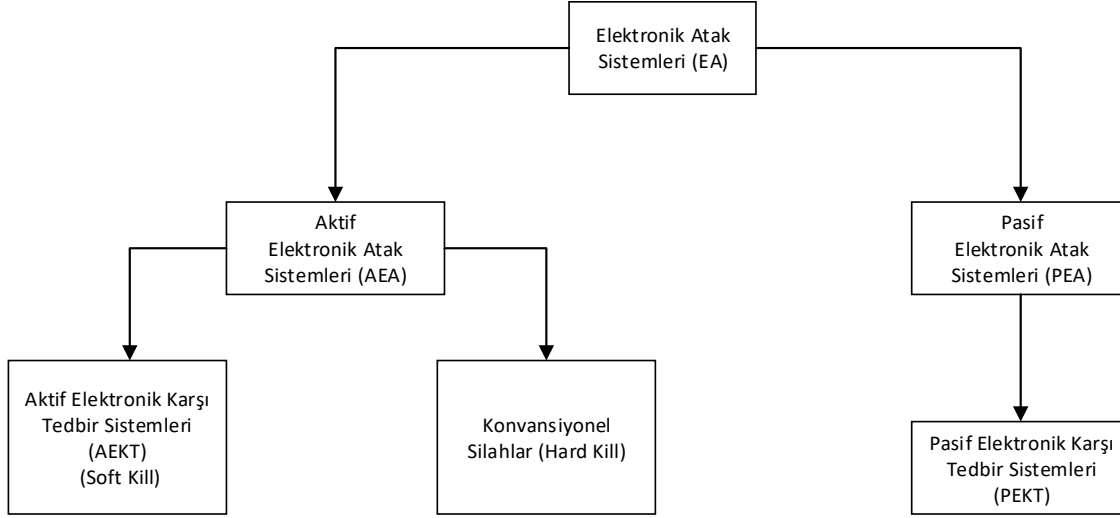 Elektronik Atak
Sistemleri (EA)
Aktif
Elektronik Atak
Sistemleri (AEA)
Pasif
Elektronik Atak
Sistemleri (PEA)
Aktif Elektronik Karşı
Tedbir Sistemleri
(AEKT)
(Soft Kill)
Konvansiyonel
Silahlar (Hard Kill)
Pasif Elektronik Karşı
Tedbir Sistemleri
(PEKT)